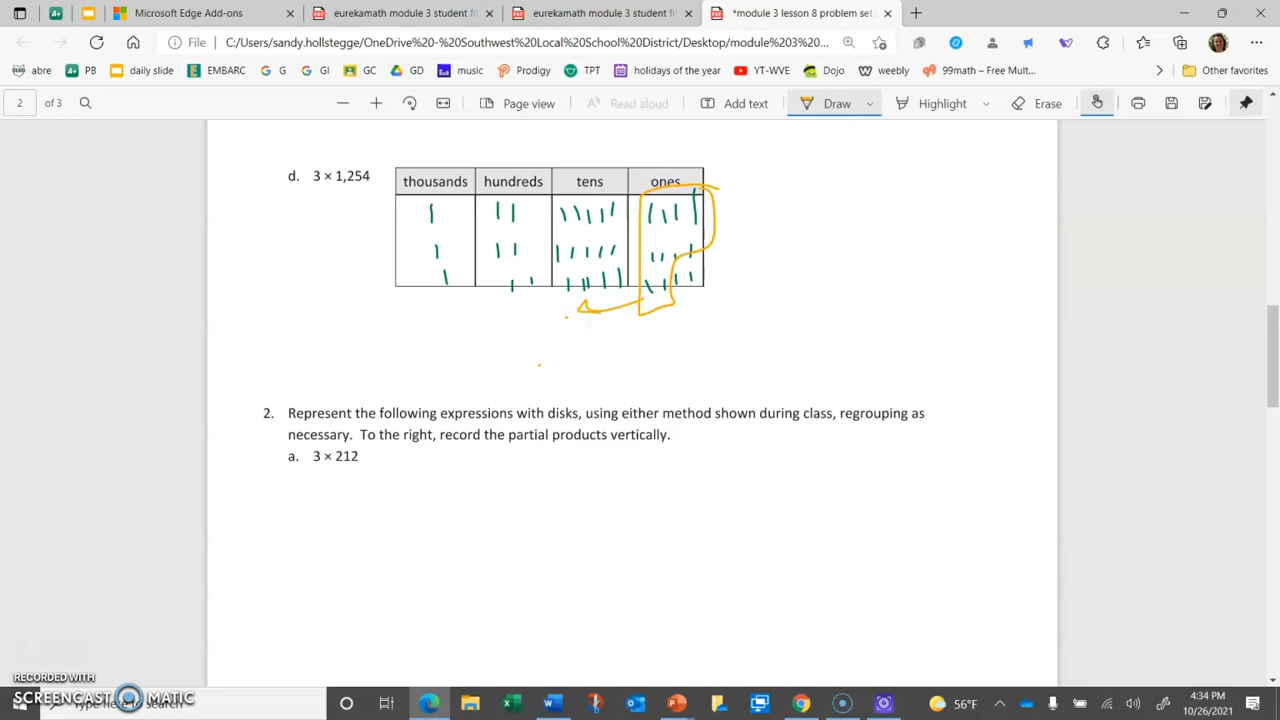 Microsoft Edge Add-ons
eurekamath module 3 student fi
eurekamath module 3 student fi
*module 3 lesson 8 problem set.
File
C:/Users/sandy.hollstegge/OneDrive%20-%20Southwest%20Local%20School%20District/Desktop/module%203%...
abre PB daily slide EMBARC G GI GC GD music Prodigy TPT holidays of the year YT-WVE Dojo weebly 99math – Free Mult... Other favorites
2 of 3 Page view Read aloud Add text Draw Highlight Erase
d. 3 × 1,254
thousands hundreds tens ones
2. Represent the following expressions with disks, using either method shown during class, regrouping as
necessary. To the right, record the partial products vertically.
a. 3 × 212
RECORDED WITH
SCREENCAST MATIC
56°F
4:34 PM
10/26/2021